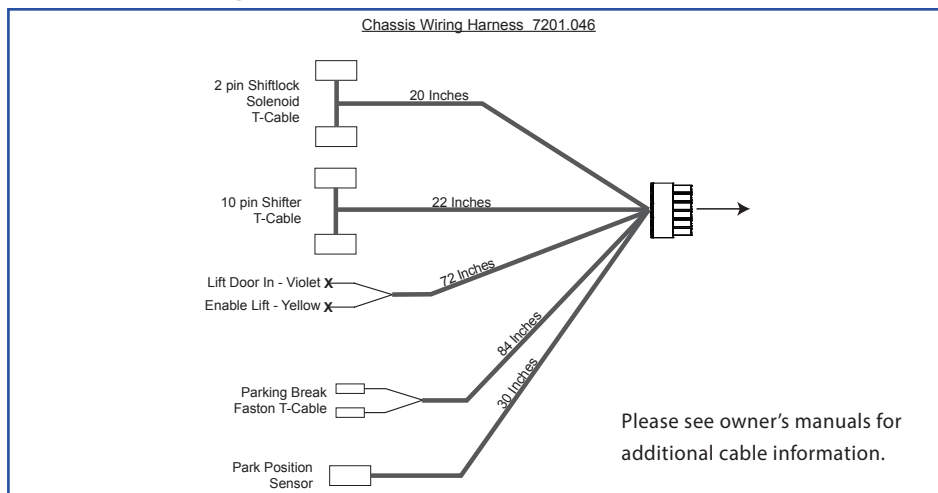 Chassis Wiring Harness 7201.046
2 pin Shiftlock
Solenoid
T-Cable
20 Inches
10 pin Shifter
T-Cable
22 Inches
Lift Door In - Violet X
Enable Lift - Yellow X
72 Inches
Parking Break
Faston T-Cable
84 Inches
Park Position
Sensor
30 Inches
Please see owner's manuals for
additional cable information.